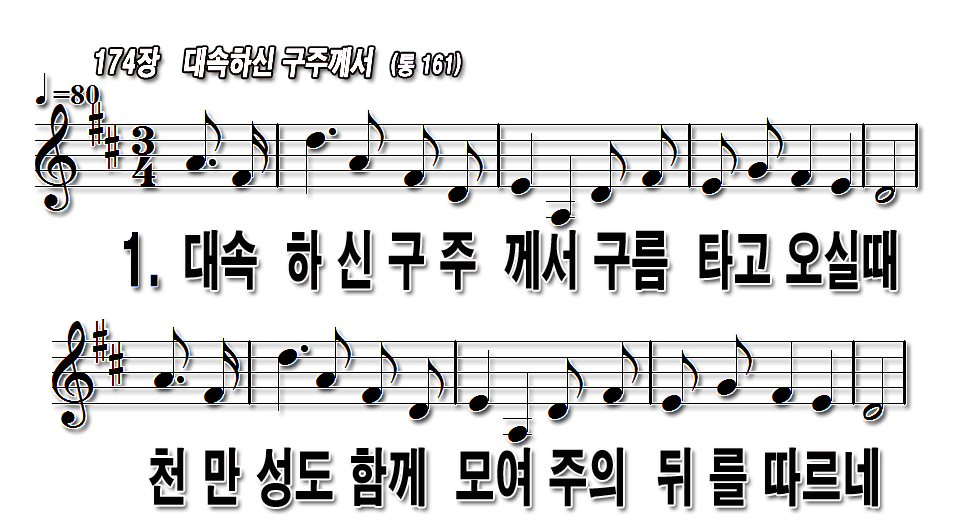 174장 대속하신 구주께서 (통 161)
♩=80
3/4
1. 대속 하 신 구 주 께서 구름 타고 오실때
천 만 성도 함께 모여 주의 뒤 를 따르네